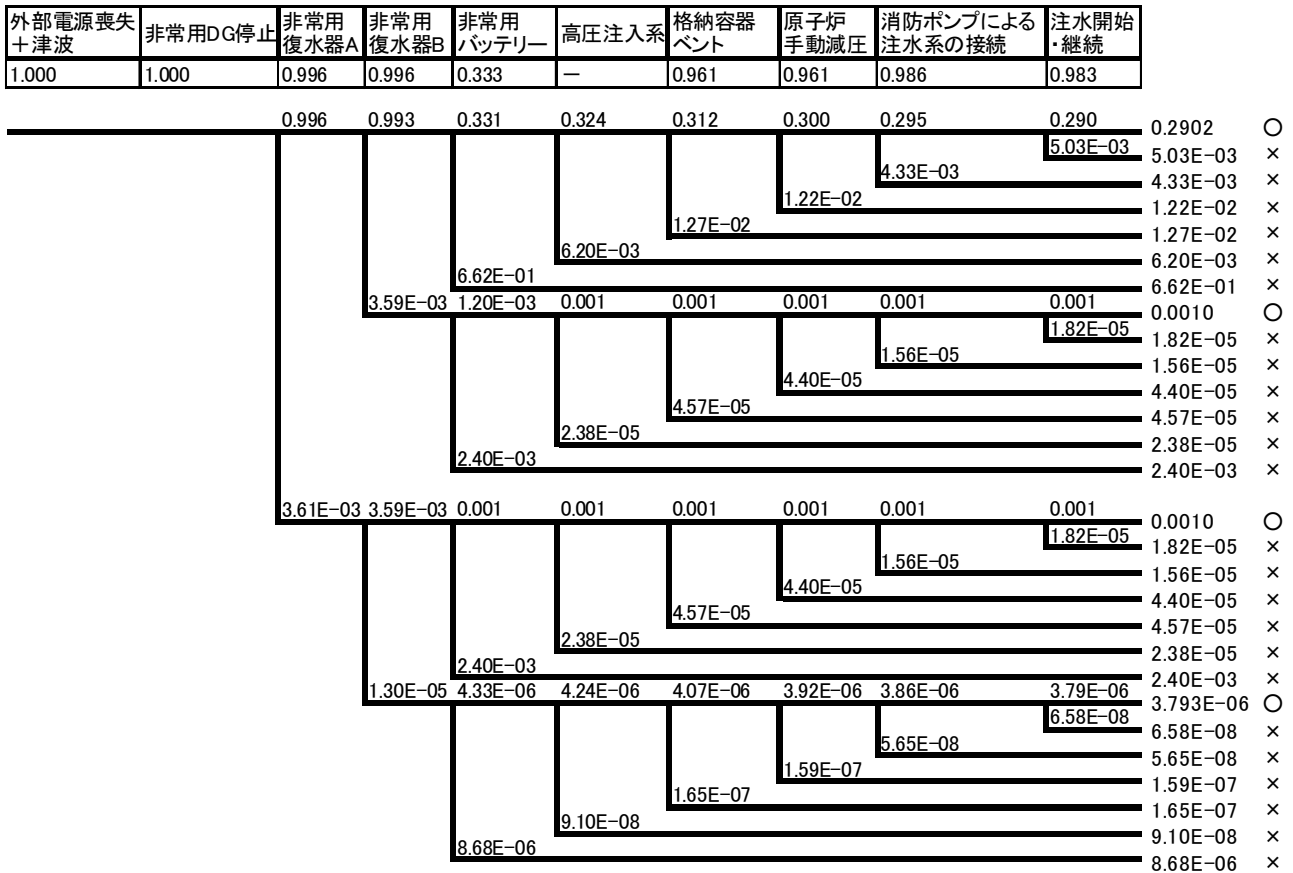 外部電源喪失
+津波
非常用DG停止
非常用
復水器A
非常用
復水器B
非常用
バッテリー
高圧注入系
格納容器
ベント
原子炉
手動減圧
消防ポンプによる
注水系の接続
注水開始
・継続
1.000 1.000 0.996 0.996 0.333 － 0.961 0.961 0.986 0.983
0.996 0.993 0.331 0.324 0.312 0.300 0.295 0.290
0.2902 ○
5.03E-03
5.03E-03 ×
4.33E-03
4.33E-03 ×
1.22E-02
1.22E-02 ×
1.27E-02
1.27E-02 ×
6.20E-03
6.20E-03 ×
6.62E-01
6.62E-01 ×
3.59E-03 1.20E-03 0.001 0.001 0.001 0.001 0.001
0.0010 ○
1.82E-05
1.82E-05 ×
1.56E-05
1.56E-05 ×
4.40E-05
4.40E-05 ×
4.57E-05
4.57E-05 ×
2.38E-05
2.38E-05 ×
2.40E-03
2.40E-03 ×
3.61E-03 3.59E-03 0.001 0.001 0.001 0.001 0.001 0.001
0.0010 ○
1.82E-05
1.82E-05 ×
1.56E-05
1.56E-05 ×
4.40E-05
4.40E-05 ×
4.57E-05
4.57E-05 ×
2.38E-05
2.38E-05 ×
2.40E-03
2.40E-03 ×
1.30E-05 4.33E-06 4.24E-06 4.07E-06 3.92E-06 3.86E-06 3.79E-06
3.793E-06 ○
6.58E-08
6.58E-08 ×
5.65E-08
5.65E-08 ×
1.59E-07
1.59E-07 ×
1.65E-07
1.65E-07 ×
9.10E-08
9.10E-08 ×
8.68E-06
8.68E-06 ×